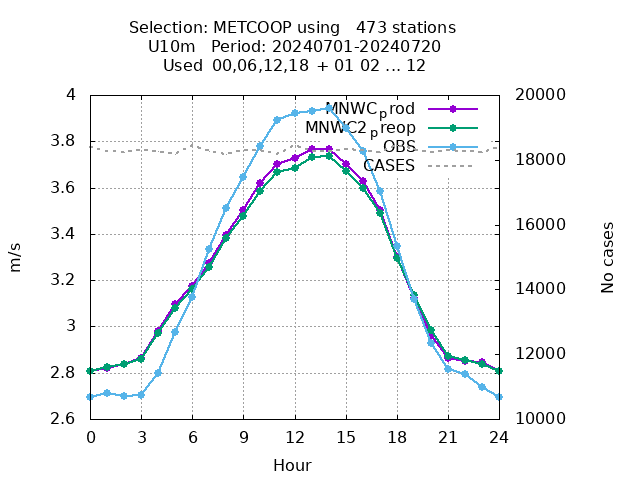 Selection: METCOOP using   473 stations
U10m   Period: 20240701-20240720
Used  00,06,12,18  + 01 02 ... 12
4
3.8
3.6
3.4
3.2
3
2.8
2.6
m/s
20000
18000
16000
14000
12000
10000
No cases
MNWCprod
MNWC2preop
OBS
CASES
0 3 6 9 12 15 18 21 24
Hour